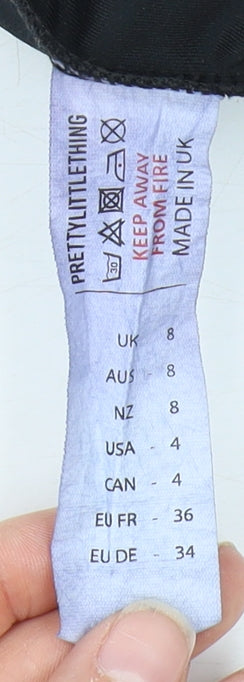 PRETTYLITTLETHING
30
KEEP AWAY
FROM FIRE
MADE IN UK
UK 8
AUS - 8
NZ 8
USA - 4
CAN - 4
EU FR - 36
EU DE - 34